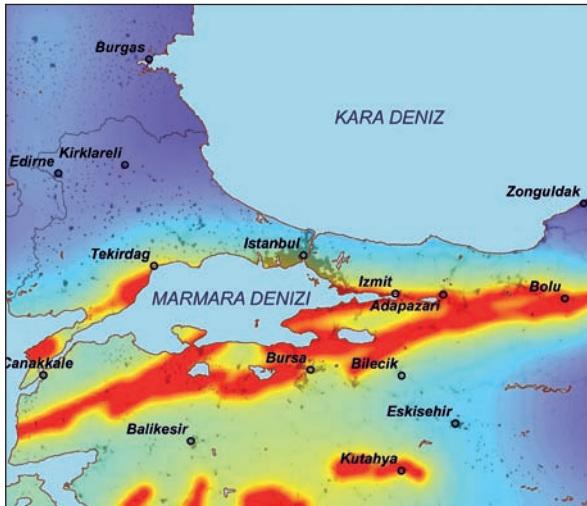 Burgas
KARA DENIZ
Kirklareli
Edirne
Zonguldak
Istanbul
Tekirdag
Izmit
Bolu
MARMARA DENIZI
Adapazari
Bursa
Canakkale
Bilecik
Eskisehir
Balikesir
Kutahya